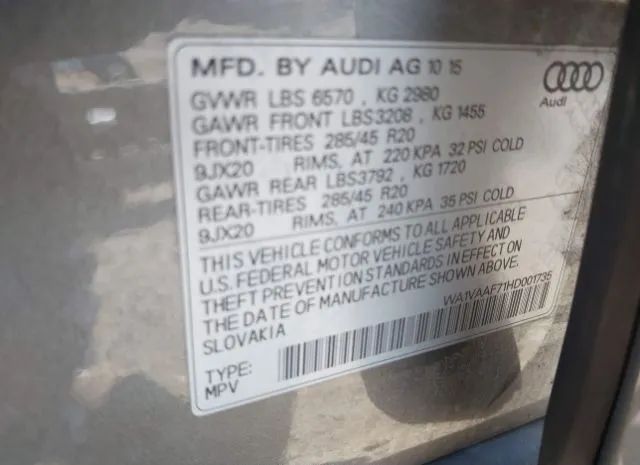 MFD. BY AUDI AG 10 15
Audi
GVWR LBS 6570 , KG 2980
GAWR FRONT LBS3208 , KG 1455
FRONT-TIRES 285/45 R20
9JX20 RIMS, AT 220 KPA 32 PSI COLD
GAWR REAR LBS3792 , KG 1720
REAR-TIRES 285/45 R20
9JX20 RIMS, AT 240 KPA 35 PSI COLD
THIS VEHICLE CONFORMS TO ALL APPLICABLE
U.S. FEDERAL MOTOR VEHICLE SAFETY AND
THEFT PREVENTION STANDARDS IN EFFECT ON
THE DATE OF MANUFACTURE SHOWN ABOVE.
SLOVAKIA
WA1VAAF71HD001735
TYPE:
MPV